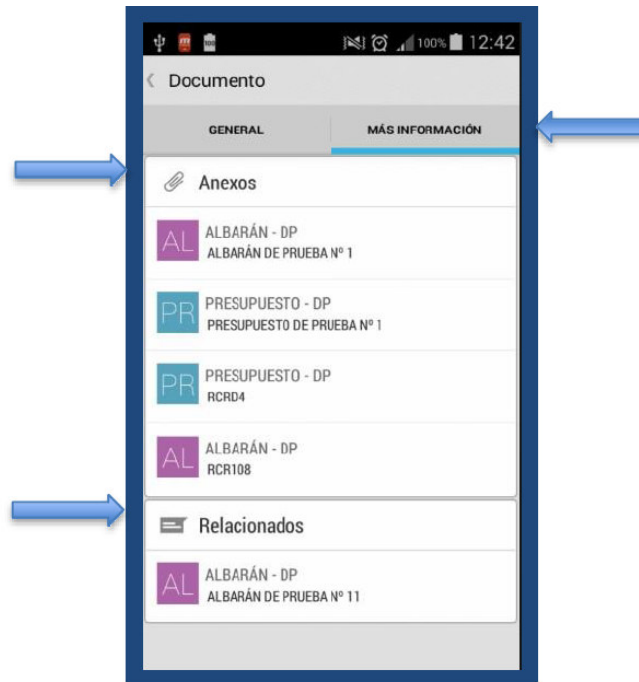 100% 12:42
Documento
GENERAL MÁS INFORMACIÓN
Anexos
AL ALBARÁN - DP
ALBARÁN DE PRUEBA Nº 1
PR PRESUPUESTO - DP
PRESUPUESTO DE PRUEBA Nº 1
PR PRESUPUESTO - DP
RCRD4
AL ALBARÁN - DP
RCR108
Relacionados
AL ALBARÁN - DP
ALBARÁN DE PRUEBA Nº 11